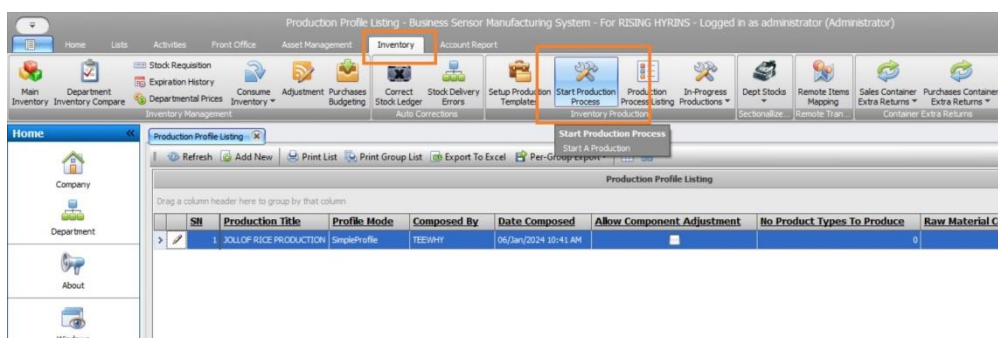 Production Profile Listing - Business Sensor Manufacturing System - For RISING HYRINS - Logged in as adminstrator (Adminstrator)
Home Lists Activities Front Office Asset Management Inventory Account Report
Stock Requisition
Expiration History
Departmental Prices
Main Inventory
Department Inventory Compare
Consume Inventory
Adjustment
Purchases Budgeting
Correct Stock Ledger
Stock Delivery Errors
Setup Production Templates
Start Production Process
Production Process Listing
In-Progress Productions
Dept Stocks
Remote Items Mapping
Sales Container Extra Returns
Purchases Container Extra Returns
Inventory Management Auto Corrections Inventory Production Sectionalize... Remote Tran... Container Extra Returns
Start Production Process
Start A Production
Home «
Production Profile Listing
Refresh Add New Print List Print Group List Export To Excel Per-Group Export
Company
Production Profile Listing
Drag a column header here to group by that column
SN Production Title Profile Mode Composed By Date Composed Allow Component Adjustment No Product Types To Produce Raw Material C
Department
1 JOLLOF RICE PRODUCTION SimpleProfile TEEWHY 06/Jan/2024 10:41 AM 0
About
Windows